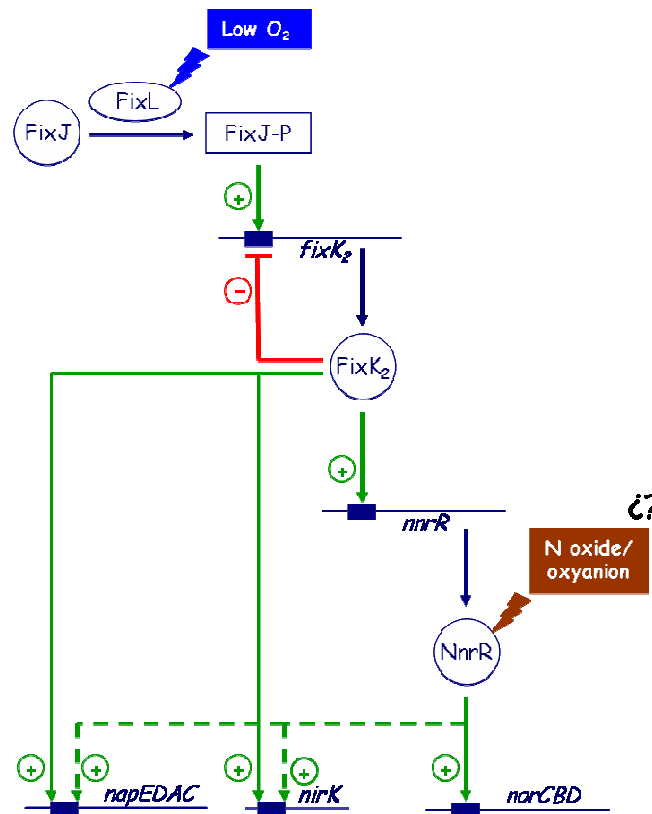 Low O₂
FixL
FixJ
FixJ-P
+
fixK₂
-
FixK₂
+
nnrR
¿?
N oxide/
oxyanion
NnrR
+
+
+
+
+
napEDAC
nirK
norCBD